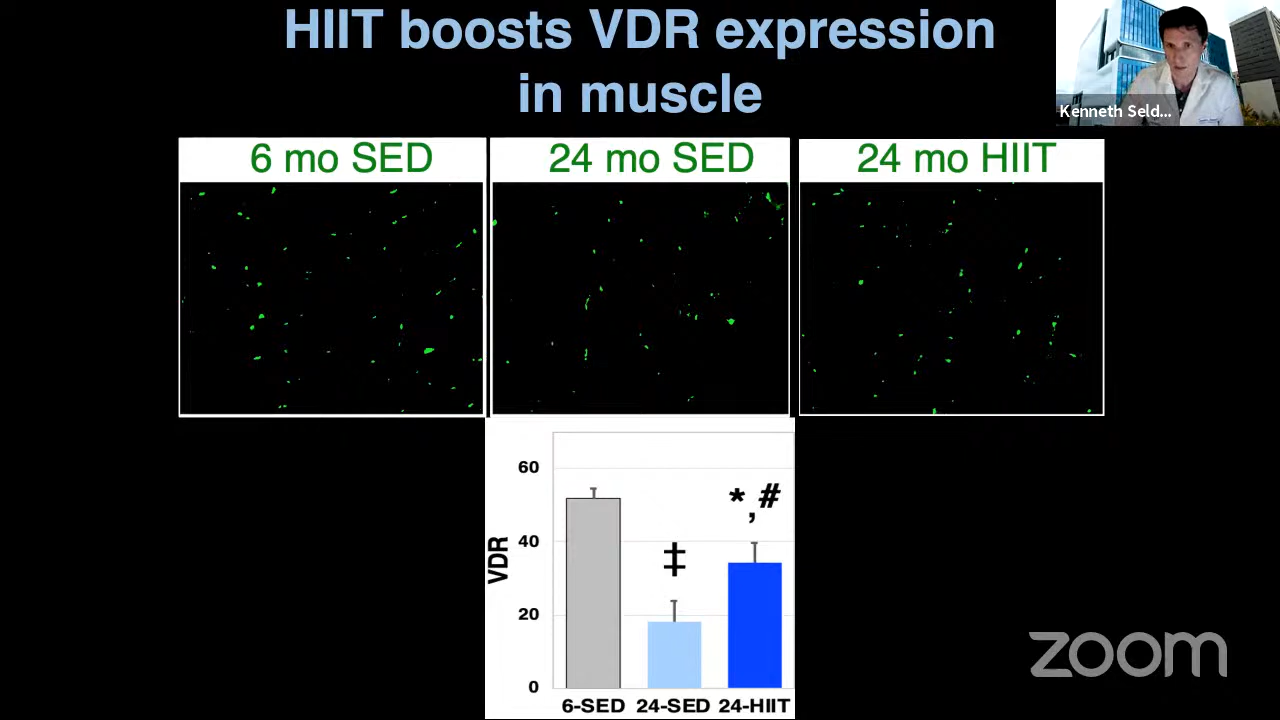 HIIT boosts VDR expression
in muscle
Kenneth Seld...
6 mo SED
24 mo SED
24 mo HIIT
60
40
20
0
VDR
‡
*,#
6-SED
24-SED
24-HIIT
zoom